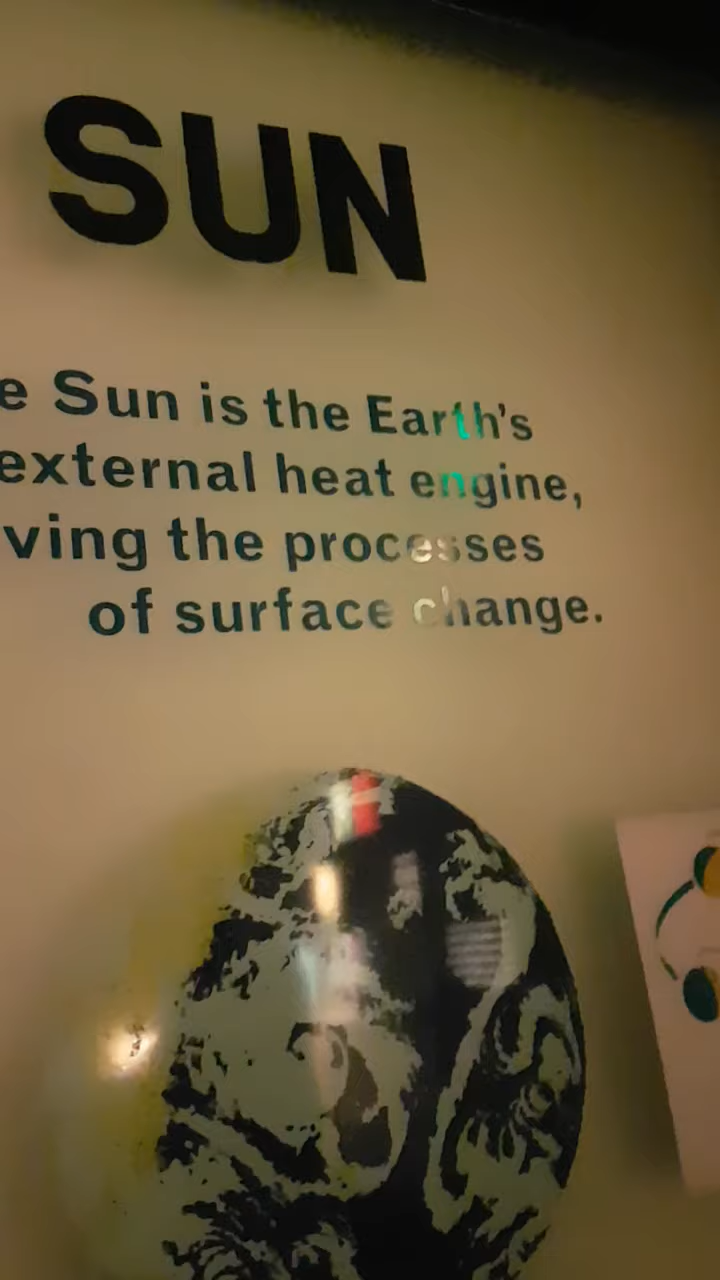 SUN
e Sun is the Earth's
external heat engine,
ving the processes
of surface change.